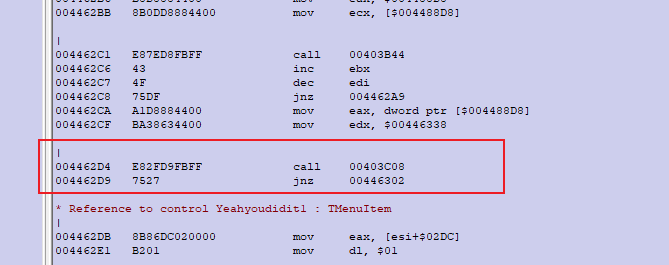 004462BB 8B0DD8884400 mov ecx, [$004488D8]
|
004462C1 E87ED8FBFF call 00403B44
004462C6 43 inc ebx
004462C7 4F dec edi
004462C8 75DF jnz 004462A9
004462CA A1D8884400 mov eax, dword ptr [$004488D8]
004462CF BA38634400 mov edx, $00446338
|
004462D4 E82FD9FBFF call 00403C08
004462D9 7527 jnz 00446302
* Reference to control Yeahyoudidit1 : TMenuItem
|
004462DB 8B86DC020000 mov eax, [esi+$02DC]
004462E1 B201 mov dl, $01